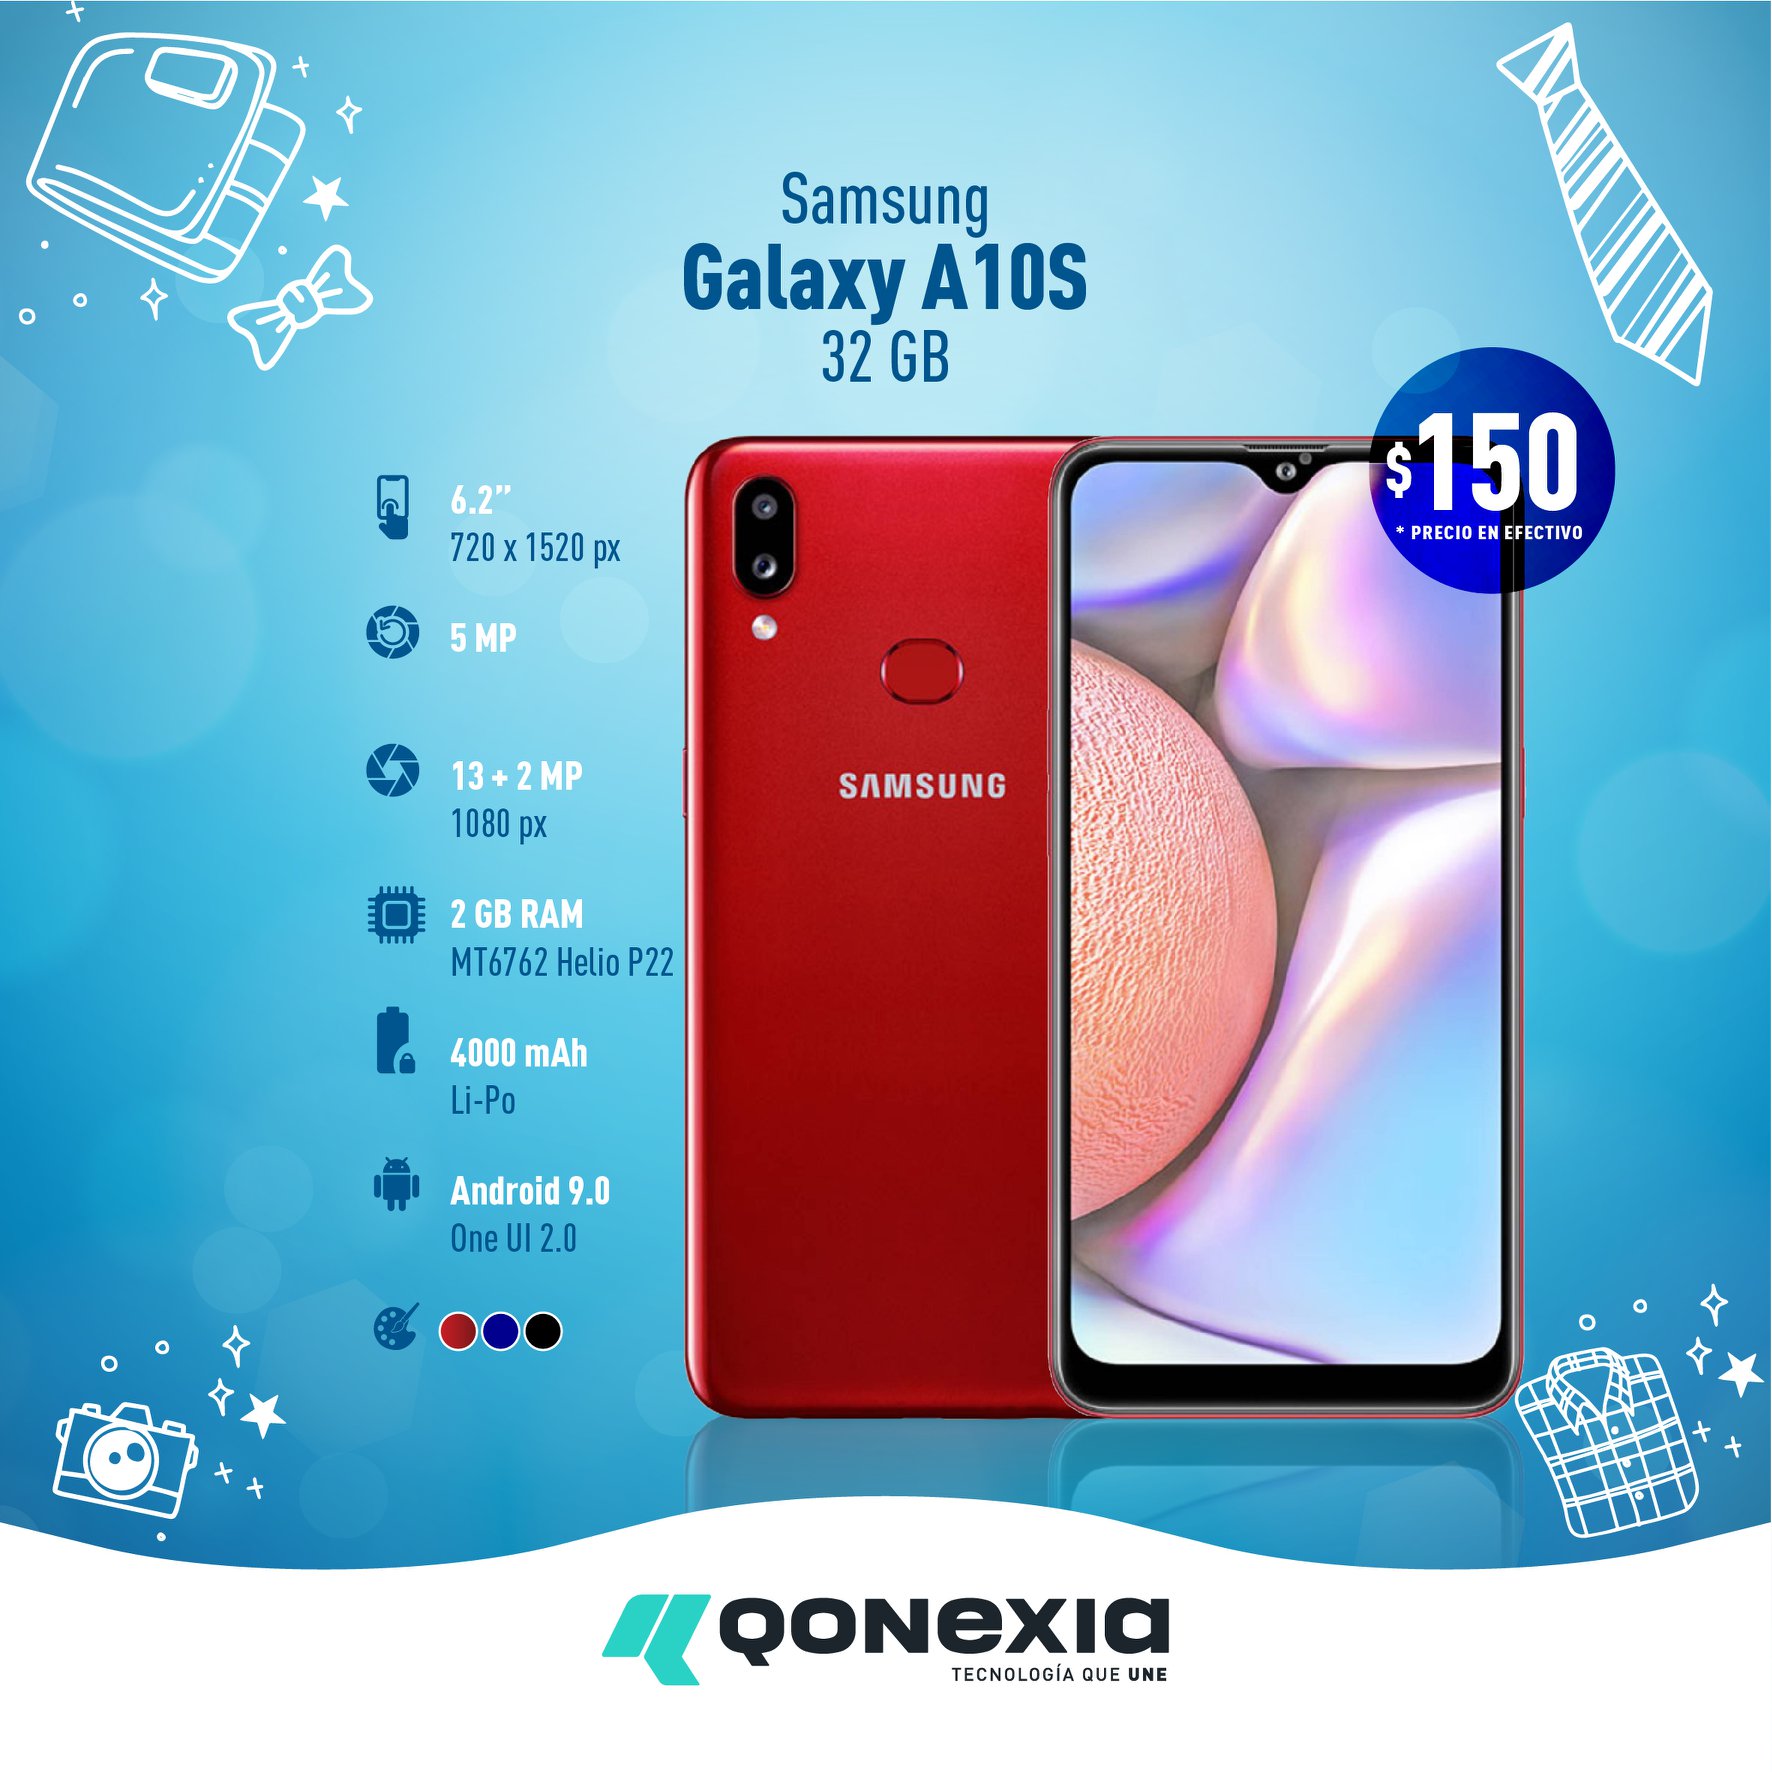 Samsung
Galaxy A10S
32 GB
$150
* PRECIO EN EFECTIVO
6.2”
720 x 1520 px
5 MP
13 + 2 MP
1080 px
2 GB RAM
MT6762 Helio P22
4000 mAh
Li-Po
Android 9.0
One UI 2.0
SAMSUNG
QONEXIA
TECNOLOGÍA QUE UNE